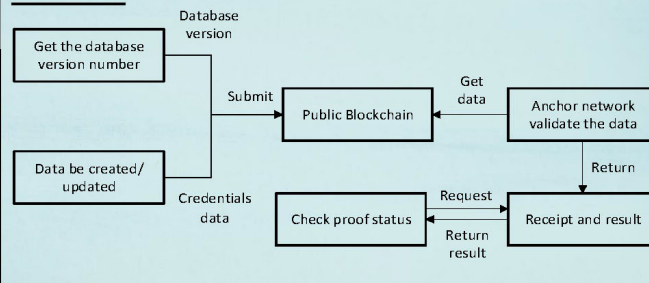 Database
version
Get the database
version number
Submit
Public Blockchain
Get
data
Anchor network
validate the data
Data be created/
updated
Credentials
data
Return
Check proof status
Request
Return
result
Receipt and result